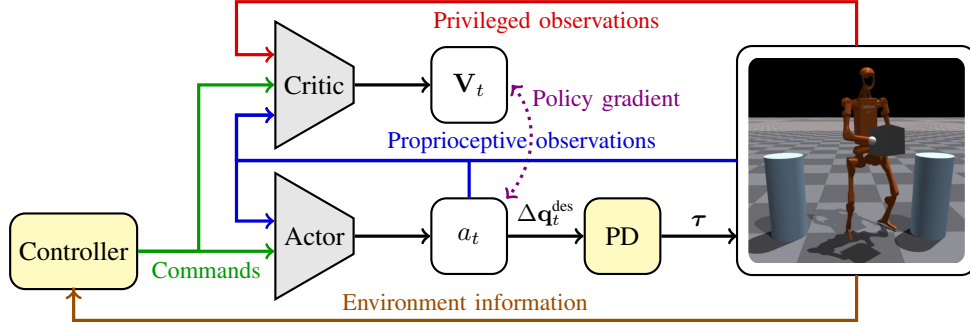 Privileged observations
Critic
V_t
Policy gradient
Proprioceptive observations
Controller
Commands
Actor
a_t
Δq_t^des
PD
τ
Environment information